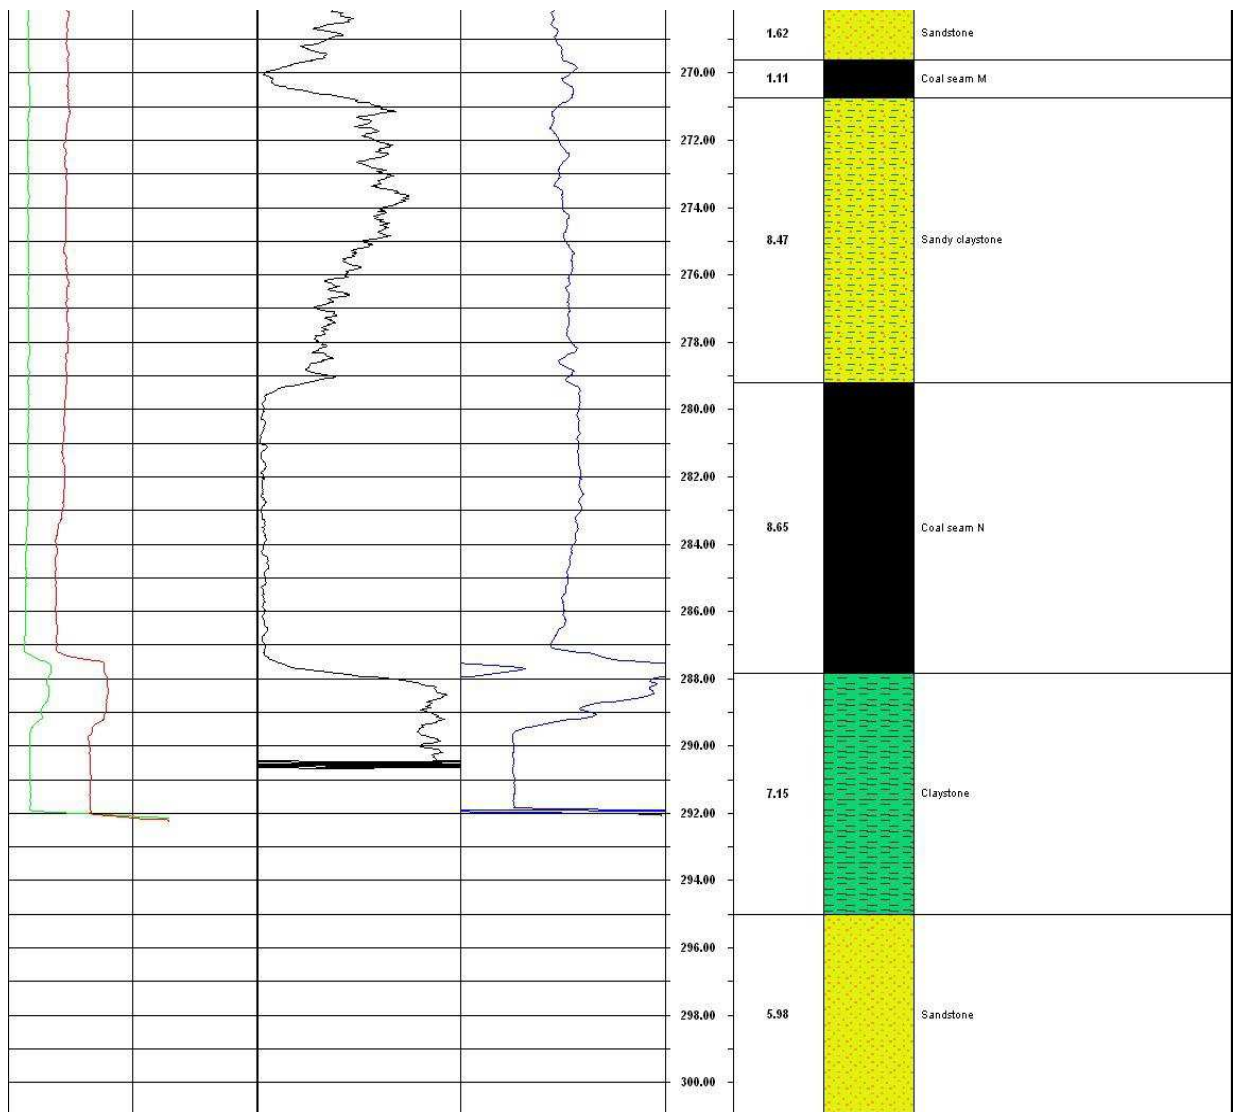 1.62 Sandstone
270.00 1.11 Coal seam M
272.00
274.00
8.47 Sandy claystone
276.00
278.00
280.00
282.00
8.65 Coal seam N
284.00
286.00
288.00
290.00
292.00
7.15 Claystone
294.00
296.00
298.00 5.98 Sandstone
300.00